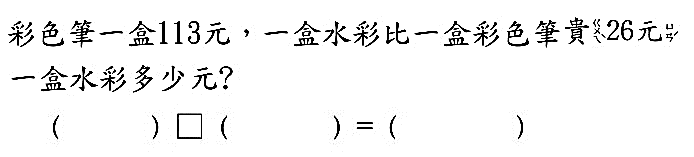 彩色筆一盒113元，一盒水彩比一盒彩色筆貴26元，
一盒水彩多少元?
(　　) □ (　　) = (　　)